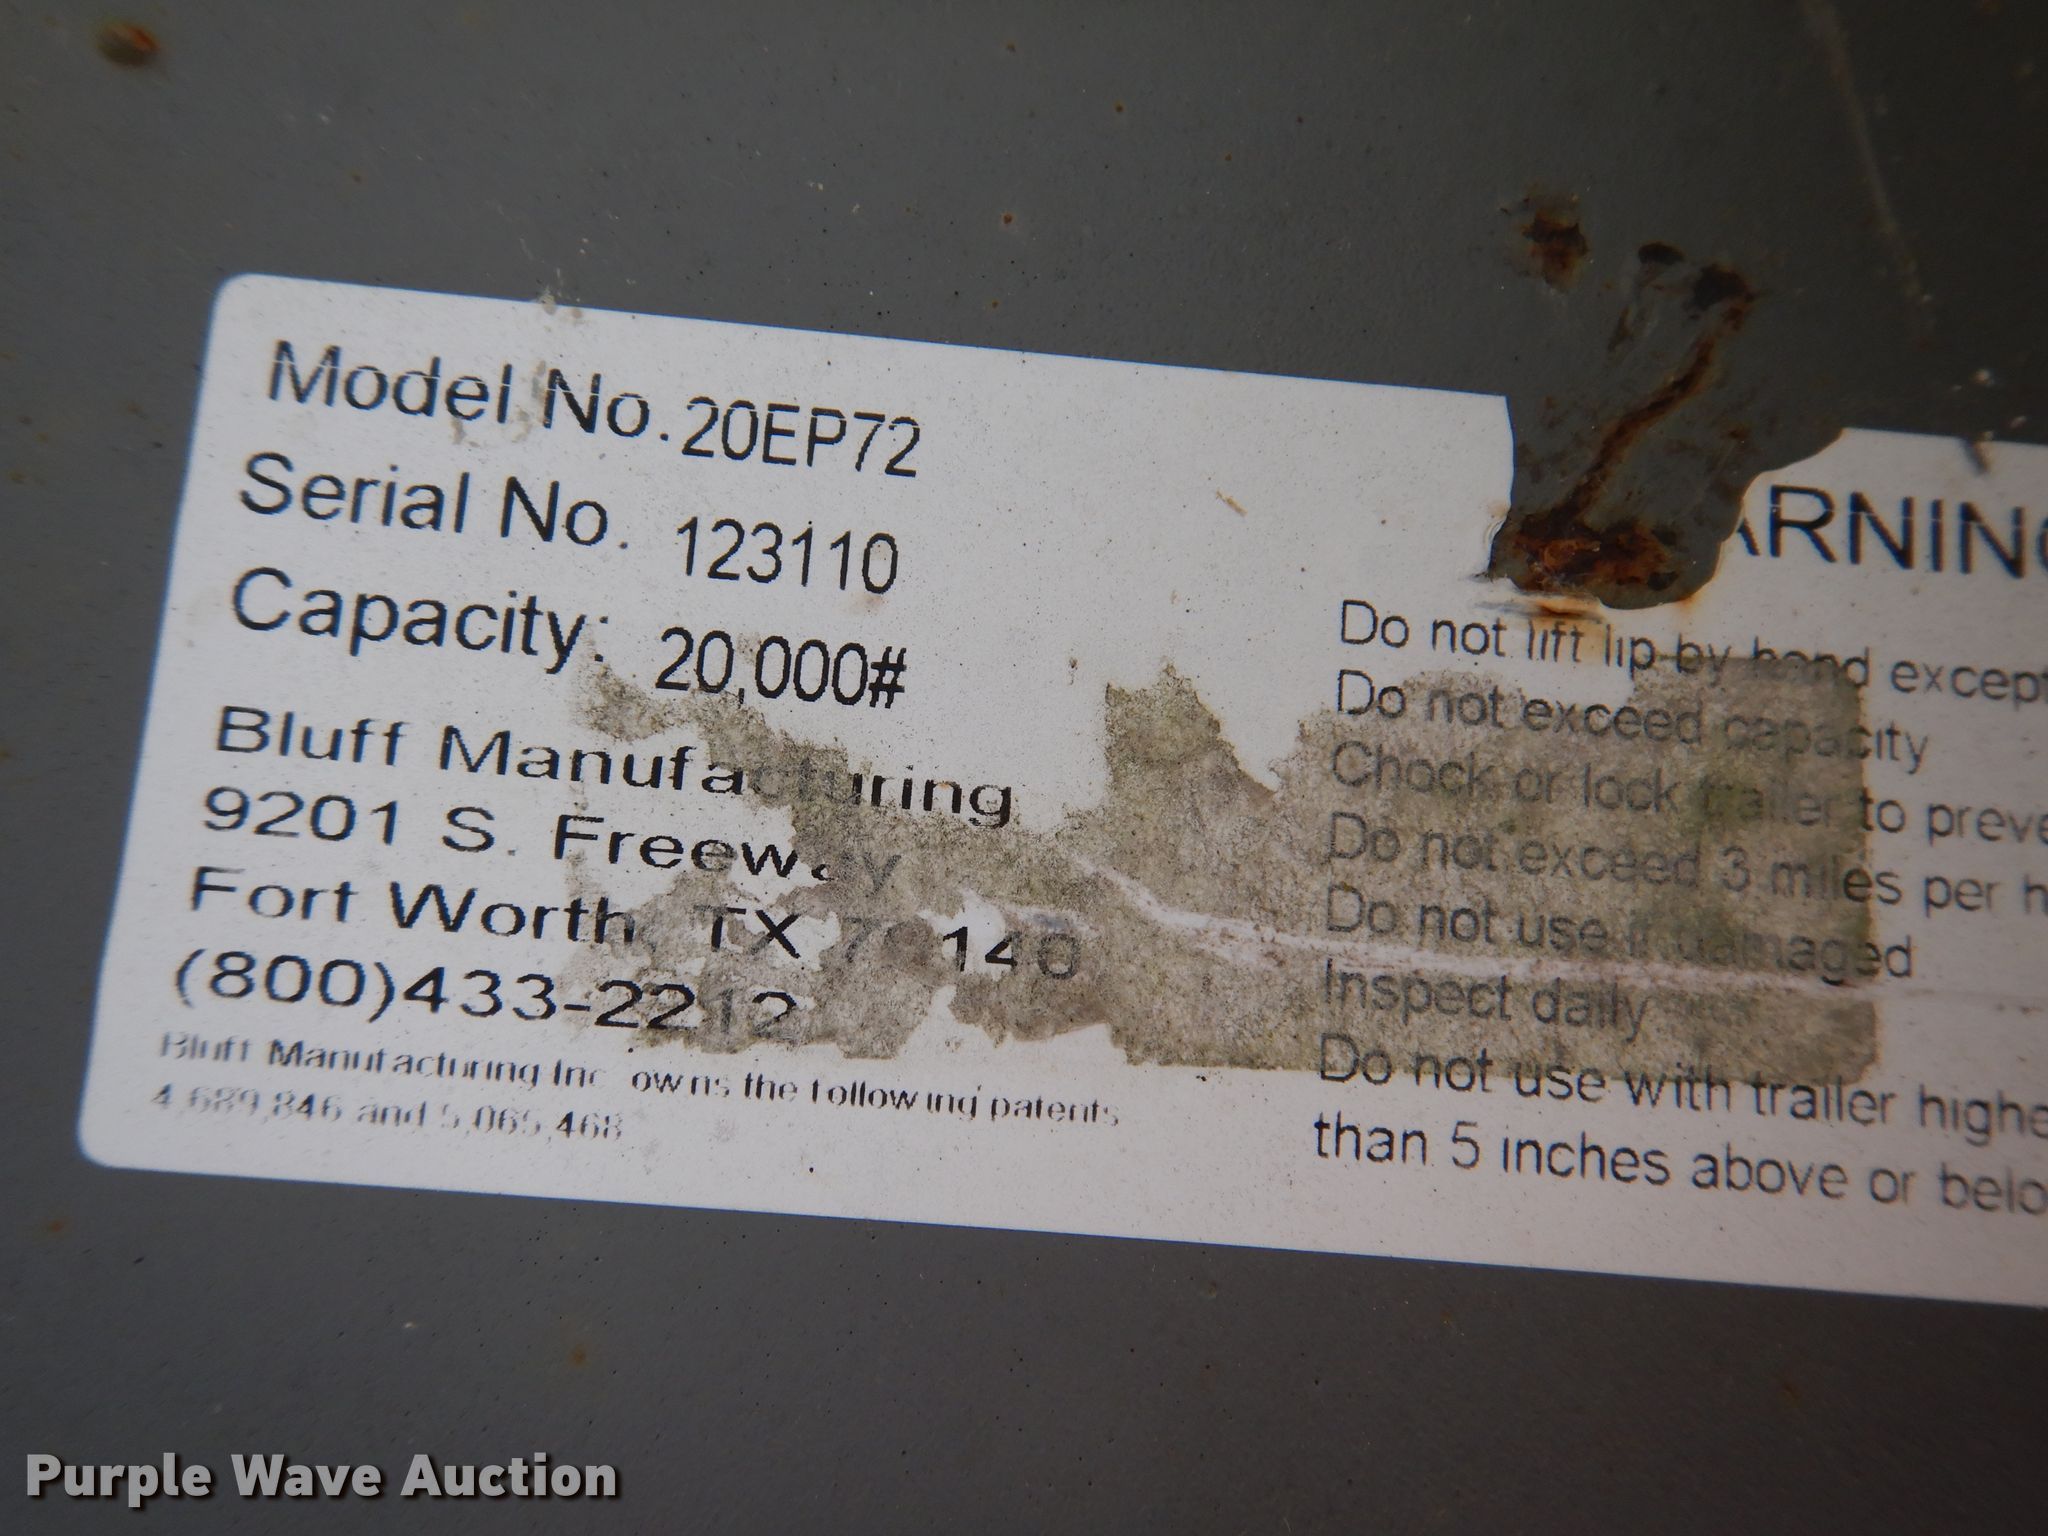 Model No. 20EP72
Serial No. 123110
Capacity: 20,000#
Bluff Manufacturing
9201 S. Freeway
Fort Worth, TX 76140
(800)433-2212
Bluff Manufacturing Inc. owns the following patents
4,689,846 and 5,065,468
ARNING
Do not lift lip by hand except
Do not exceed capacity
Chock or lock trailer to preve
Do not exceed 3 miles per h
Do not use if damaged
Inspect daily
Do not use with trailer highe
than 5 inches above or belo
Purple Wave Auction